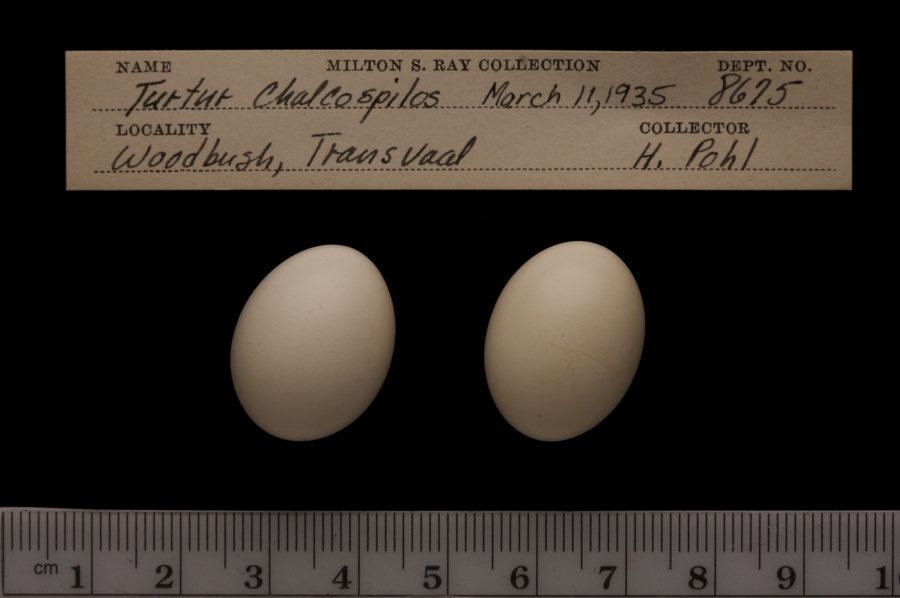 NAME MILTON S. RAY COLLECTION DEPT. NO.
Turtur Chalcospilos March 11, 1935 8675
LOCALITY COLLECTOR
Woodbush, Transvaal H. Pohl
cm 1 2 3 4 5 6 7 8 9